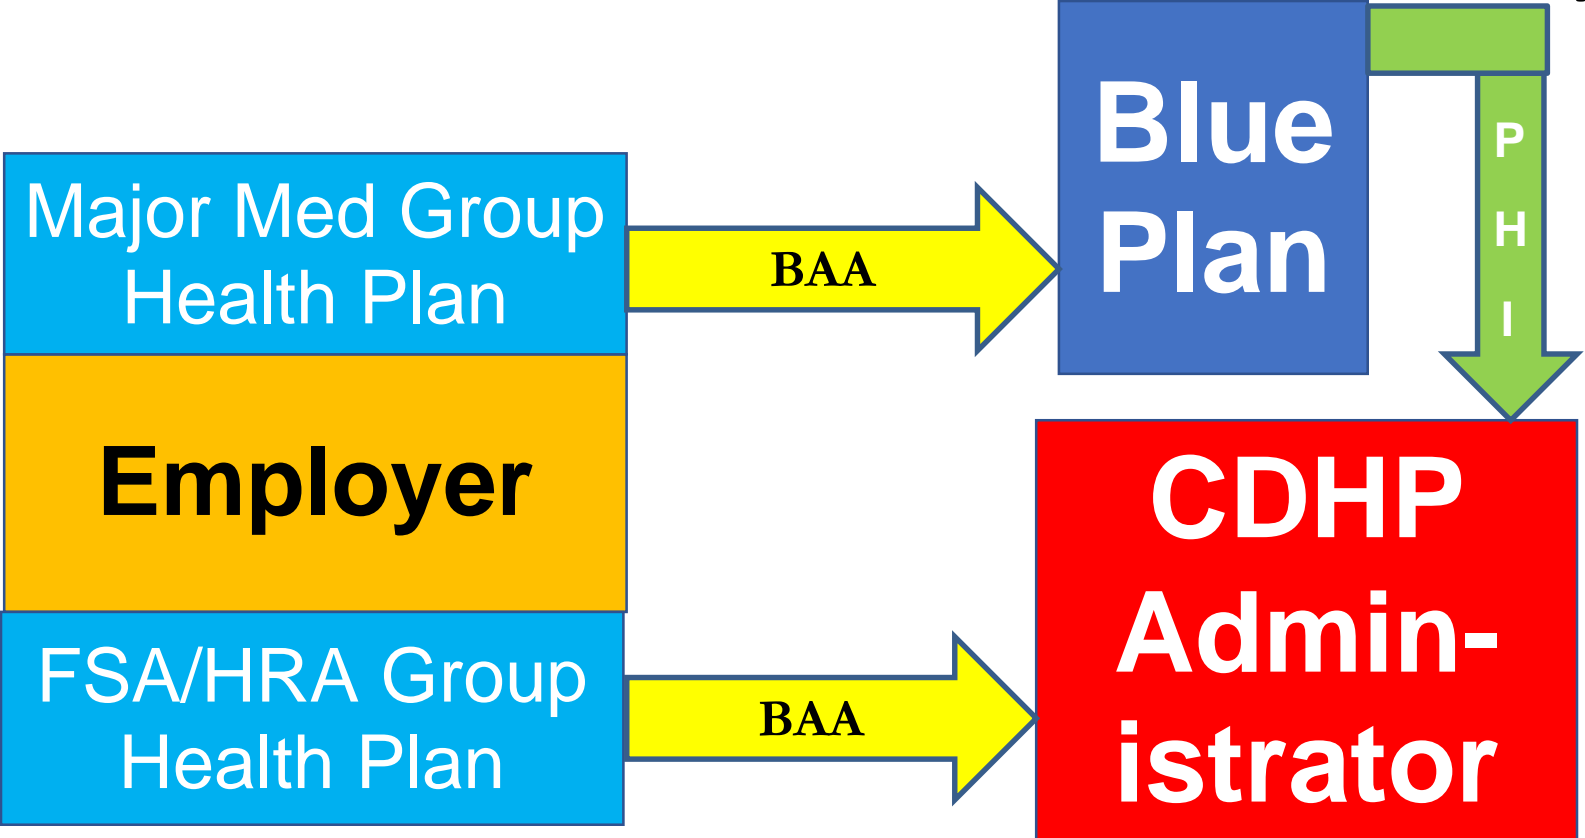 Major Med Group
Health Plan
Employer
FSA/HRA Group
Health Plan
BAA
BAA
Blue
Plan
P
H
I
CDHP
Admin-
istrator